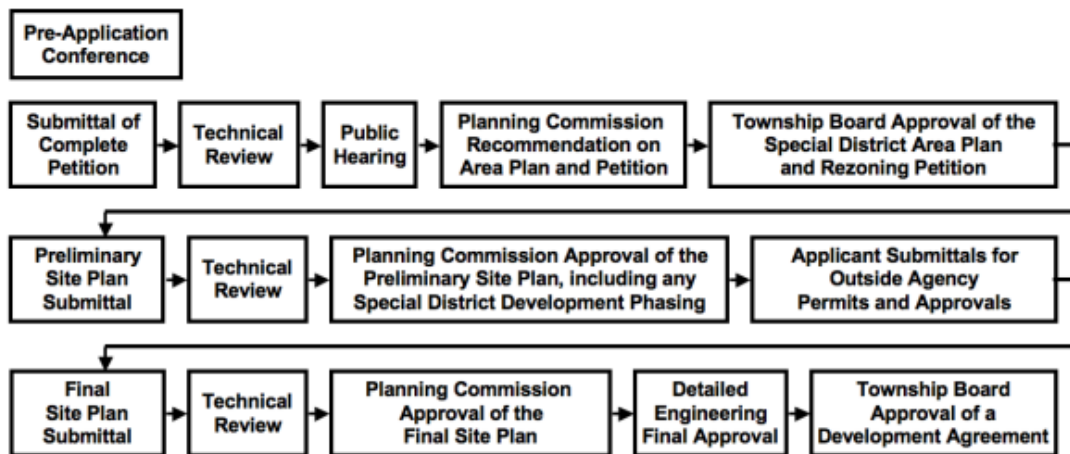 Pre-Application
Conference
Submittal of
Complete
Petition
Technical
Review
Public
Hearing
Planning Commission
Recommendation on
Area Plan and Petition
Township Board Approval of the
Special District Area Plan
and Rezoning Petition
Preliminary
Site Plan
Submittal
Technical
Review
Planning Commission Approval of the
Preliminary Site Plan, including any
Special District Development Phasing
Applicant Submittals for
Outside Agency
Permits and Approvals
Final
Site Plan
Submittal
Technical
Review
Planning Commission
Approval of the
Final Site Plan
Detailed
Engineering
Final Approval
Township Board
Approval of a
Development Agreement